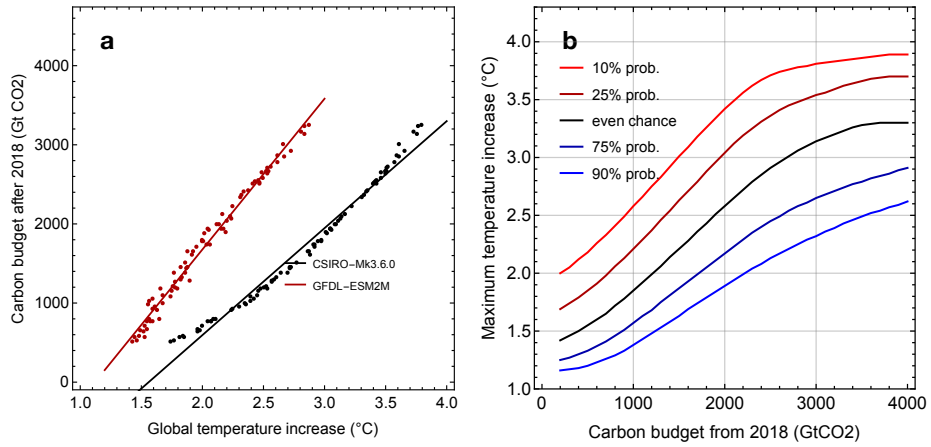 a
Carbon budget after 2018 (Gt CO2)
4000
3000
2000
1000
0
CSIRO−Mk3.6.0
GFDL−ESM2M
1.0 1.5 2.0 2.5 3.0 3.5 4.0
Global temperature increase (°C)
b
Maximum temperature increase (°C)
4.0
3.5
3.0
2.5
2.0
1.5
1.0
10% prob.
25% prob.
even chance
75% prob.
90% prob.
0 1000 2000 3000 4000
Carbon budget from 2018 (GtCO2)